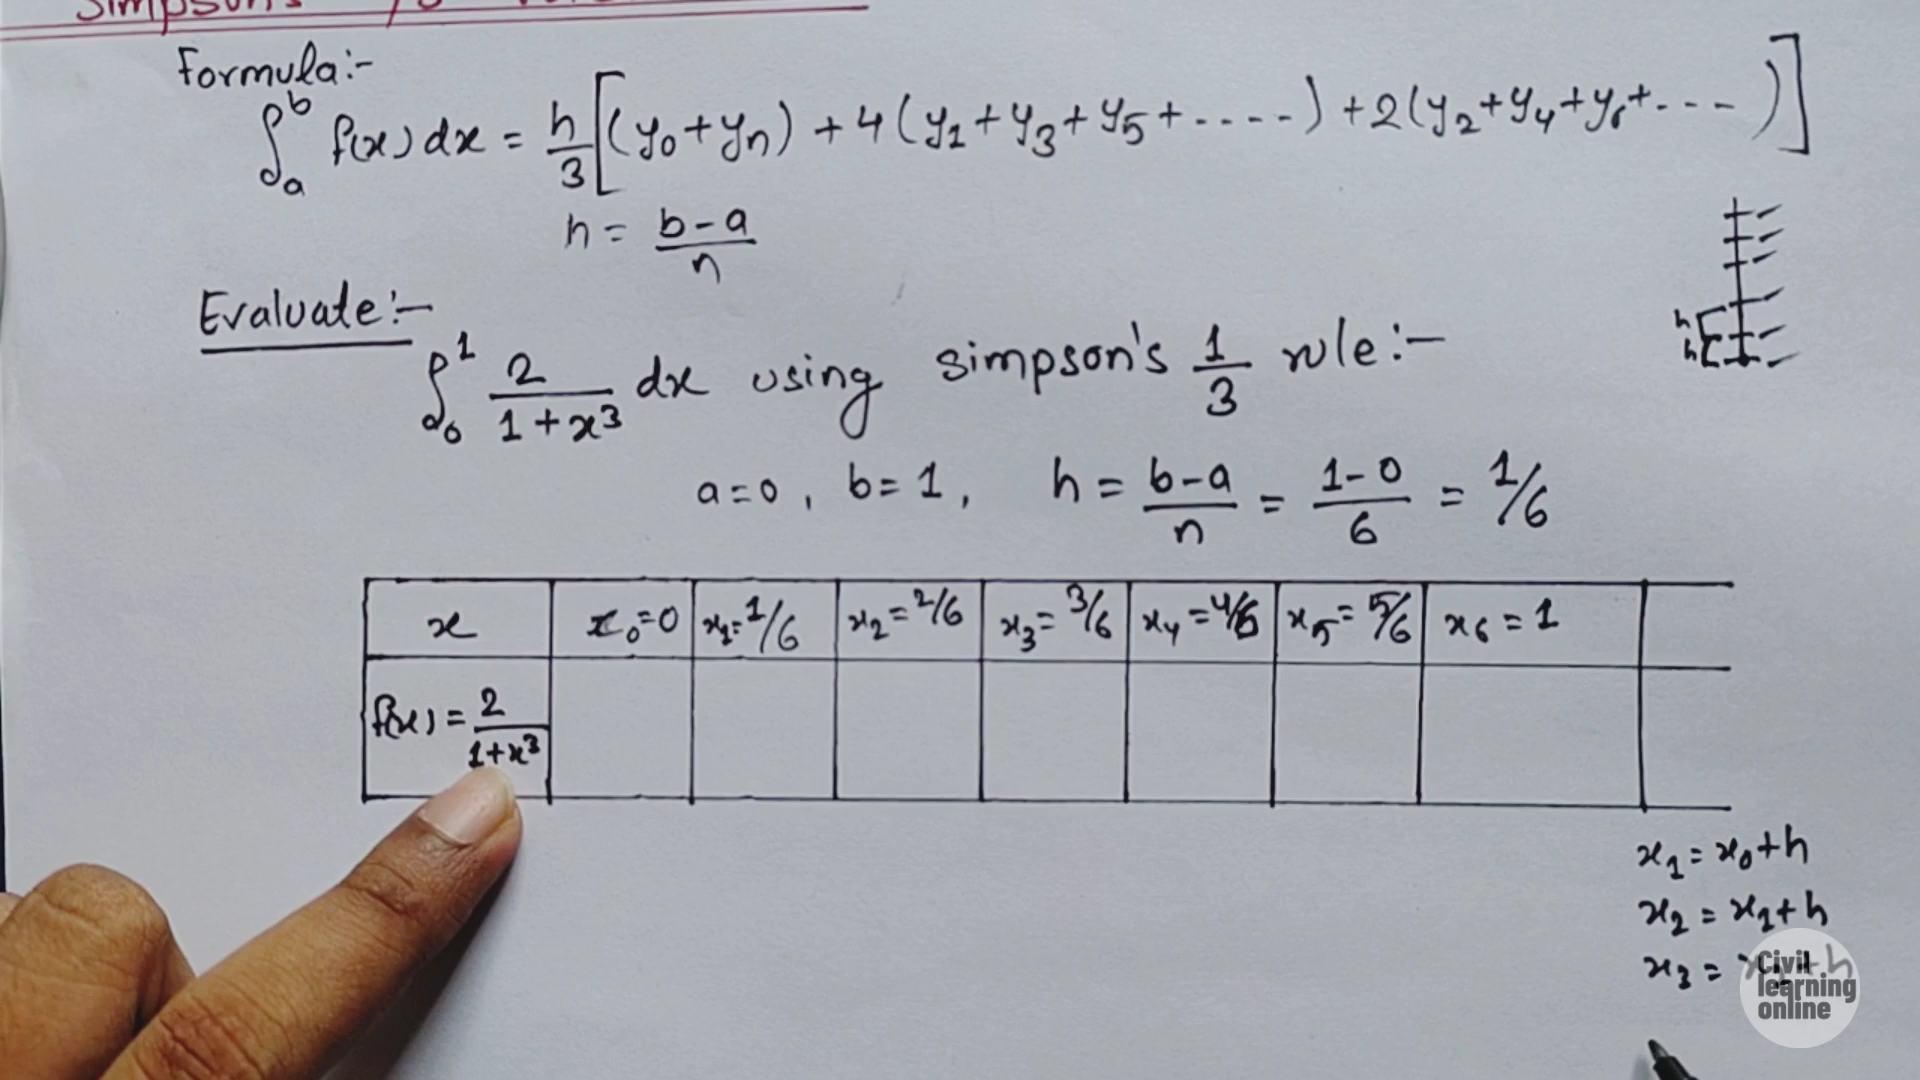 Simpson's
Formula:-
∫_a^b f(x) dx = h/3 [(y0+yn) + 4(y1+y3+y5+....) + 2(y2+y4+y6+...)]
h = b-a/n
Evaluate:-
∫_0^1 2/1+x³ dx using simpson's 1/3 rule:-
a=0, b=1, h = b-a/n = 1-0/6 = 1/6
h
h
x x0=0 x1=1/6 x2=2/6 x3=3/6 x4=4/6 x5=5/6 x6=1
f(x) = 2/1+x³
x1 = x0+h
x2 = x1+h
x3 = +h
Civil
learning
online